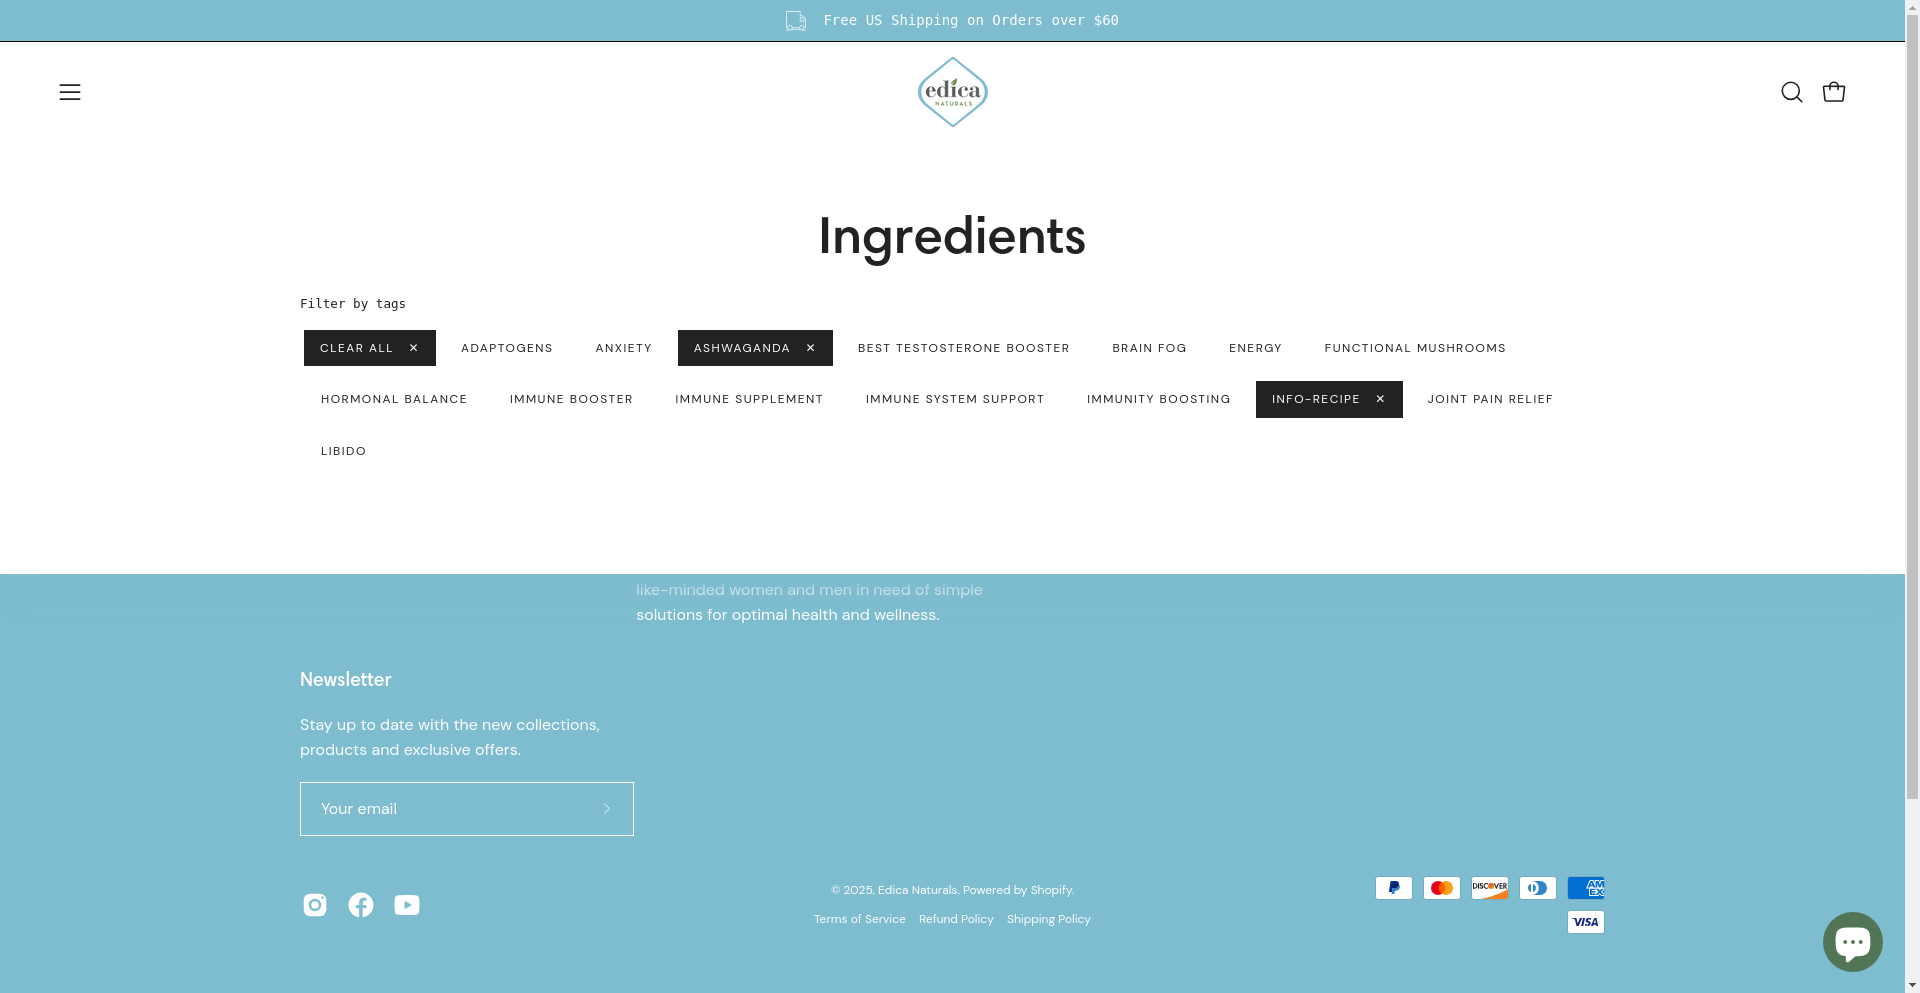 Free US Shipping on Orders over $60
edica
NATURALS
Ingredients
Filter by tags
CLEAR ALL ✕ ADAPTOGENS ANXIETY ASHWAGANDA ✕ BEST TESTOSTERONE BOOSTER BRAIN FOG ENERGY FUNCTIONAL MUSHROOMS
HORMONAL BALANCE IMMUNE BOOSTER IMMUNE SUPPLEMENT IMMUNE SYSTEM SUPPORT IMMUNITY BOOSTING INFO-RECIPE ✕ JOINT PAIN RELIEF
LIBIDO
like-minded women and men in need of simple
solutions for optimal health and wellness.
Newsletter
Stay up to date with the new collections,
products and exclusive offers.
Your email
© 2025, Edica Naturals. Powered by Shopify.
Terms of Service Refund Policy Shipping Policy
DISCOVER
AM
EX
VISA